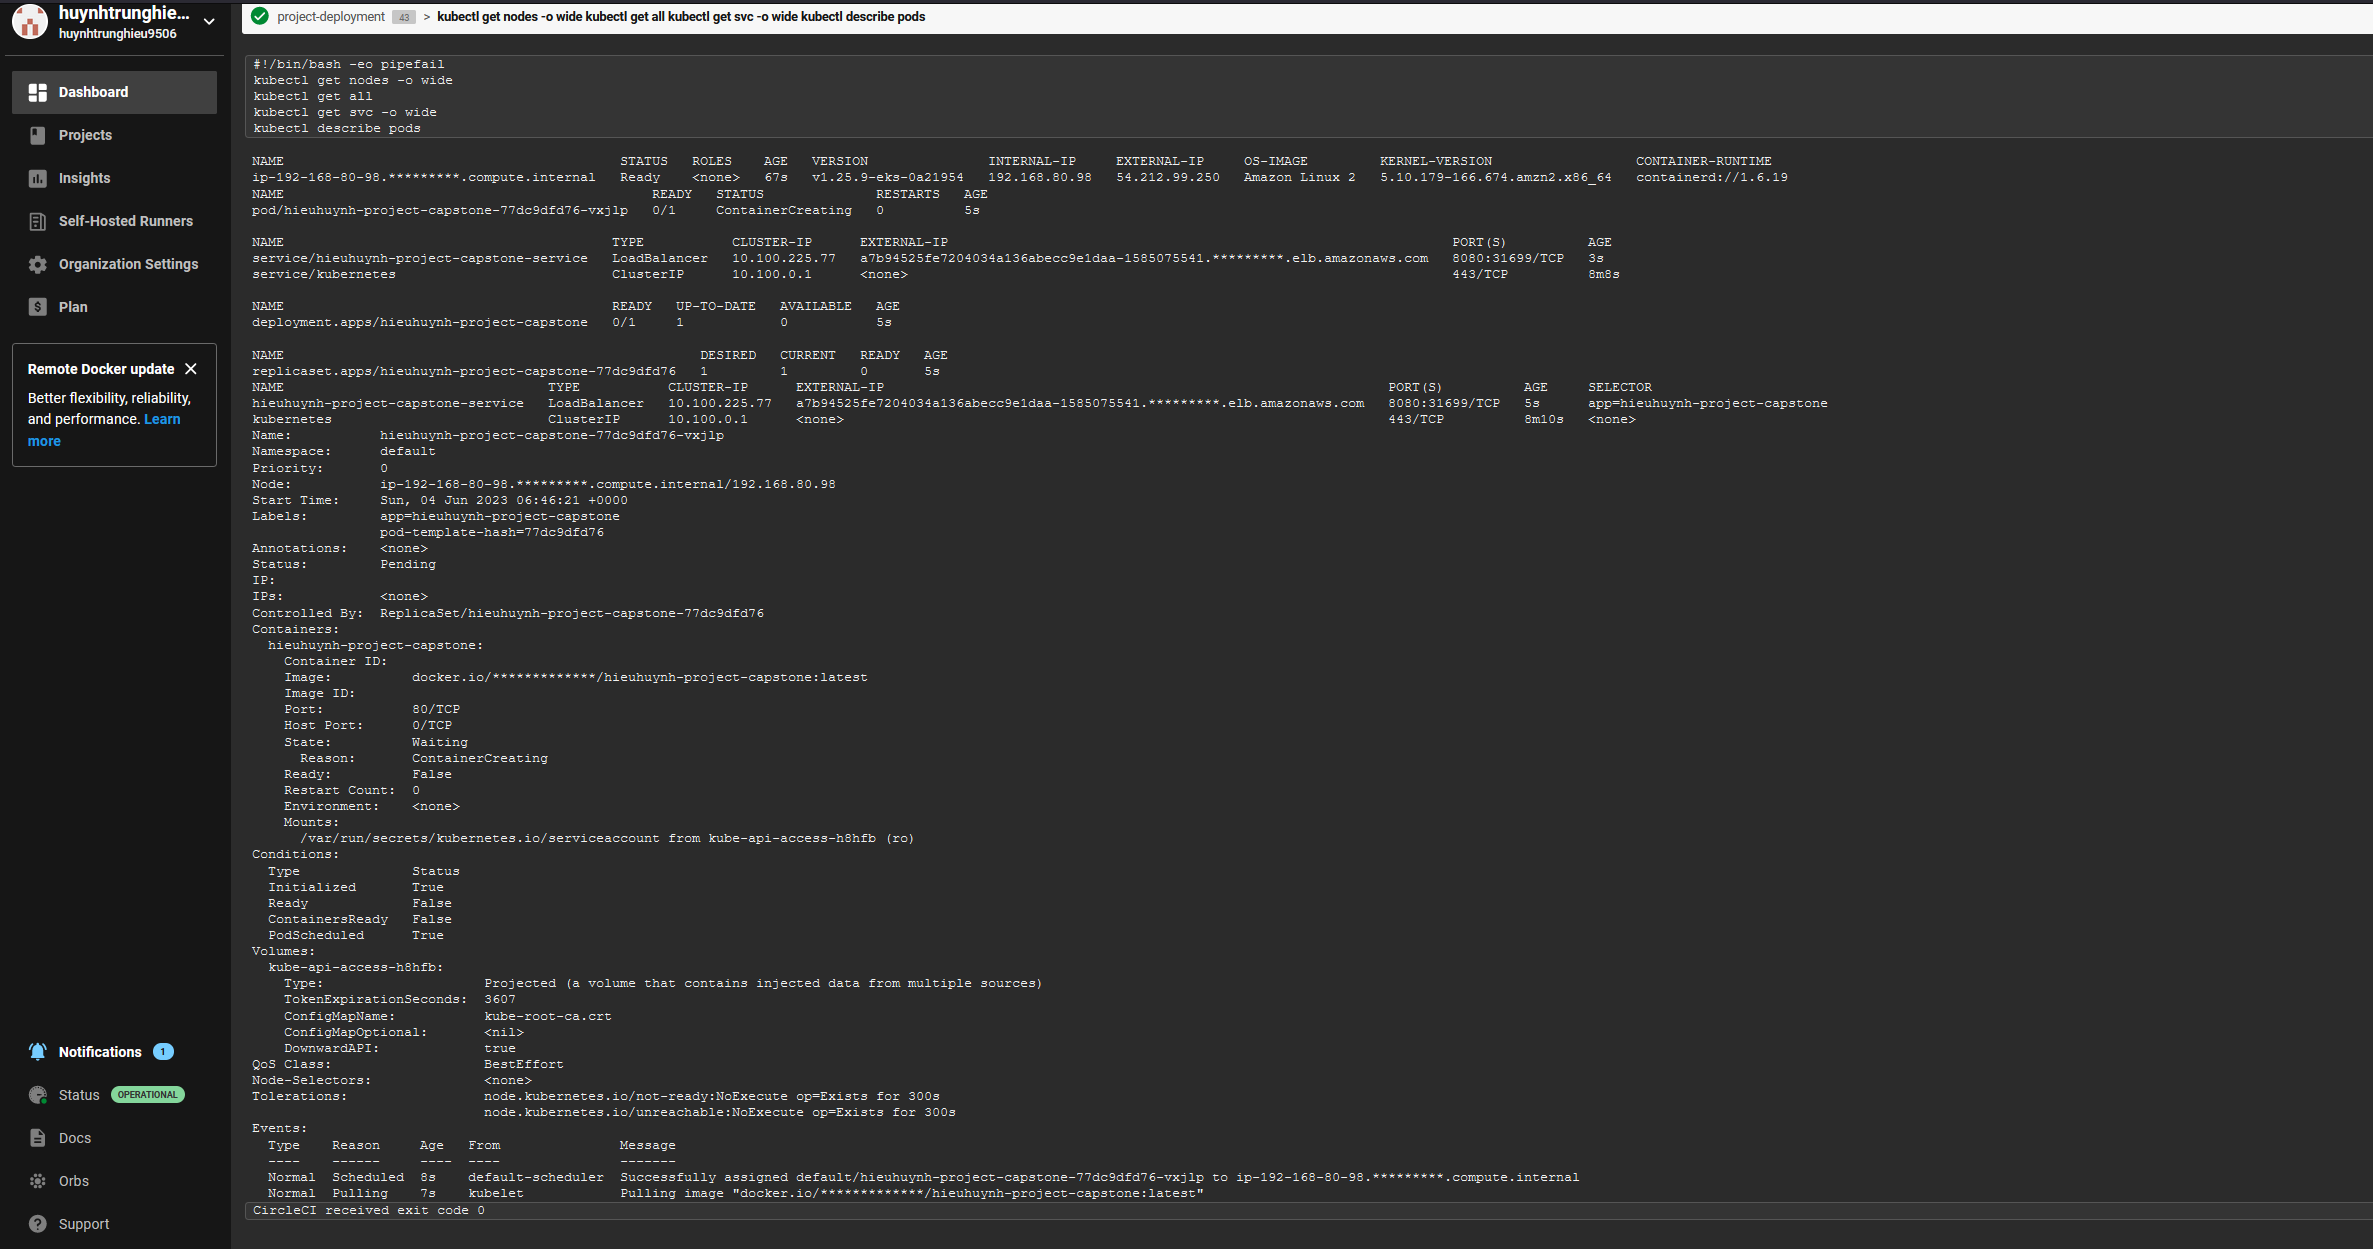 huynhtrunghie...
huynhtrunghieu9506
Dashboard
Projects
Insights
Self-Hosted Runners
Organization Settings
Plan
Remote Docker update
Better flexibility, reliability,
and performance. Learn
more
Notifications 1
Status OPERATIONAL
Docs
Orbs
Support
project-deployment 43 > kubectl get nodes -o wide kubectl get all kubectl get svc -o wide kubectl describe pods
#!/bin/bash -eo pipefail
kubectl get nodes -o wide
kubectl get all
kubectl get svc -o wide
kubectl describe pods
NAME STATUS ROLES AGE VERSION INTERNAL-IP EXTERNAL-IP OS-IMAGE KERNEL-VERSION CONTAINER-RUNTIME
ip-192-168-80-98.*********.compute.internal Ready <none> 67s v1.25.9-eks-0a21954 192.168.80.98 54.212.99.250 Amazon Linux 2 5.10.179-166.674.amzn2.x86_64 containerd://1.6.19
NAME READY STATUS RESTARTS AGE
pod/hieuhuynh-project-capstone-77dc9dfd76-vxjlp 0/1 ContainerCreating 0 5s
NAME TYPE CLUSTER-IP EXTERNAL-IP PORT(S) AGE
service/hieuhuynh-project-capstone-service LoadBalancer 10.100.225.77 a7b94525fe7204034a136abecc9e1daa-1585075541.*********.elb.amazonaws.com 8080:31699/TCP 3s
service/kubernetes ClusterIP 10.100.0.1 <none> 443/TCP 8m8s
NAME READY UP-TO-DATE AVAILABLE AGE
deployment.apps/hieuhuynh-project-capstone 0/1 1 0 5s
NAME DESIRED CURRENT READY AGE
replicaset.apps/hieuhuynh-project-capstone-77dc9dfd76 1 1 0 5s
NAME TYPE CLUSTER-IP EXTERNAL-IP PORT(S) AGE SELECTOR
hieuhuynh-project-capstone-service LoadBalancer 10.100.225.77 a7b94525fe7204034a136abecc9e1daa-1585075541.*********.elb.amazonaws.com 8080:31699/TCP 5s app=hieuhuynh-project-capstone
kubernetes ClusterIP 10.100.0.1 <none> 443/TCP 8m10s <none>
Name: hieuhuynh-project-capstone-77dc9dfd76-vxjlp
Namespace: default
Priority: 0
Node: ip-192-168-80-98.*********.compute.internal/192.168.80.98
Start Time: Sun, 04 Jun 2023 06:46:21 +0000
Labels: app=hieuhuynh-project-capstone
pod-template-hash=77dc9dfd76
Annotations: <none>
Status: Pending
IP:
IPs: <none>
Controlled By: ReplicaSet/hieuhuynh-project-capstone-77dc9dfd76
Containers:
hieuhuynh-project-capstone:
Container ID:
Image: docker.io/*************/hieuhuynh-project-capstone:latest
Image ID:
Port: 80/TCP
Host Port: 0/TCP
State: Waiting
Reason: ContainerCreating
Ready: False
Restart Count: 0
Environment: <none>
Mounts:
/var/run/secrets/kubernetes.io/serviceaccount from kube-api-access-h8hfb (ro)
Conditions:
Type Status
Initialized True
Ready False
ContainersReady False
PodScheduled True
Volumes:
kube-api-access-h8hfb:
Type: Projected (a volume that contains injected data from multiple sources)
TokenExpirationSeconds: 3607
ConfigMapName: kube-root-ca.crt
ConfigMapOptional: <nil>
DownwardAPI: true
QoS Class: BestEffort
Node-Selectors: <none>
Tolerations: node.kubernetes.io/not-ready:NoExecute op=Exists for 300s
node.kubernetes.io/unreachable:NoExecute op=Exists for 300s
Events:
Type Reason Age From Message
---- ------ ---- ---- -------
Normal Scheduled 8s default-scheduler Successfully assigned default/hieuhuynh-project-capstone-77dc9dfd76-vxjlp to ip-192-168-80-98.*********.compute.internal
Normal Pulling 7s kubelet Pulling image "docker.io/*************/hieuhuynh-project-capstone:latest"
CircleCI received exit code 0